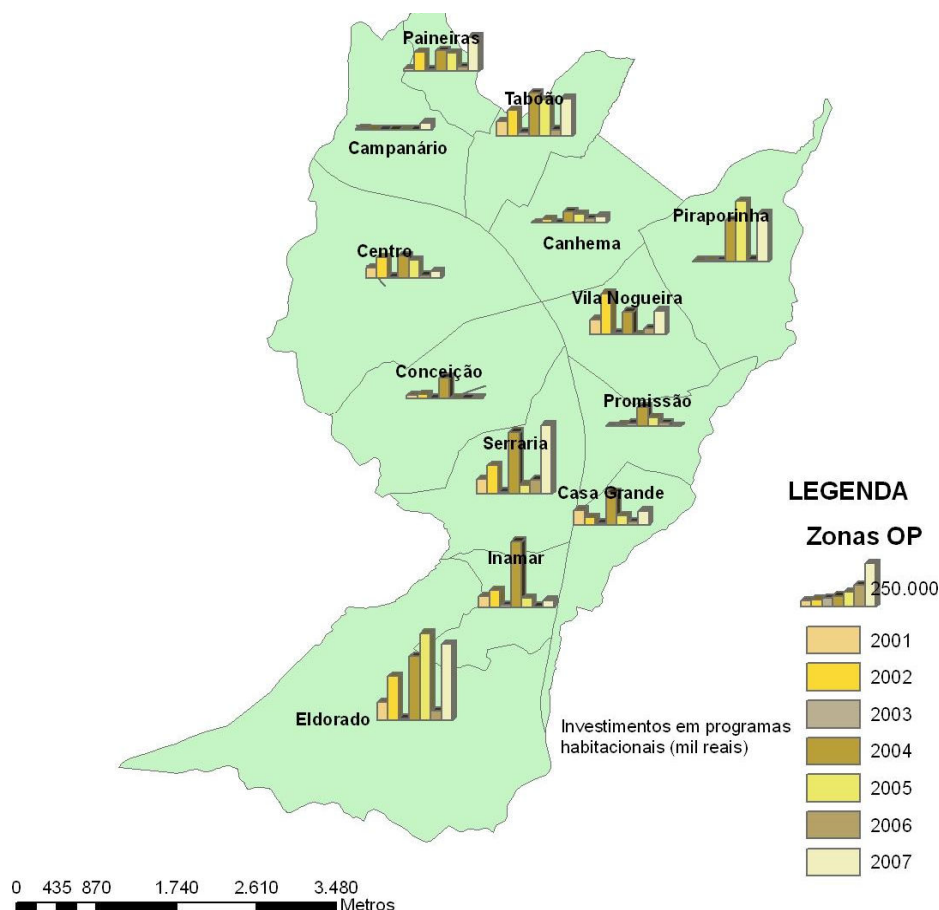 Paineiras
Taboão
Campanário
Piraporinha
Canhema
Centro
Vila Nogueira
Conceição
Promissão
Serraria
Casa Grande
LEGENDA
Zonas OP
Inamar
250.000
2001
2002
2003
Eldorado
Investimentos em programas
habitacionais (mil reais)
2004
2005
2006
2007
0 435 870 1.740 2.610 3.480
Metros